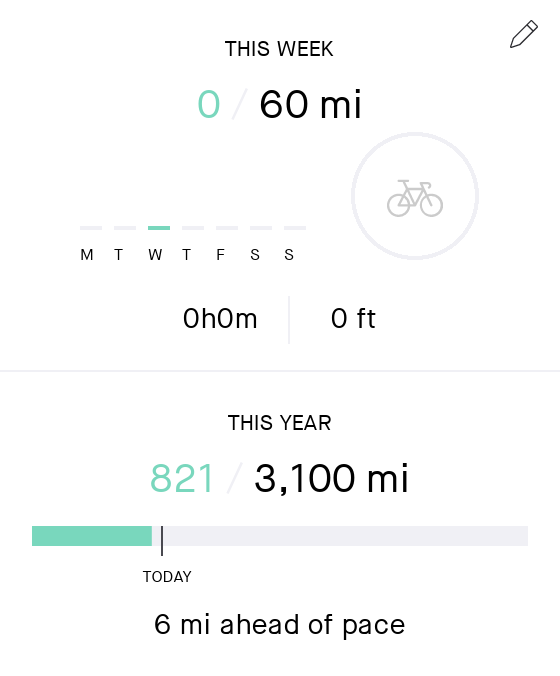 THIS WEEK
0 / 60 mi
M T W T F S S
0h0m 0 ft
THIS YEAR
821 / 3,100 mi
TODAY
6 mi ahead of pace